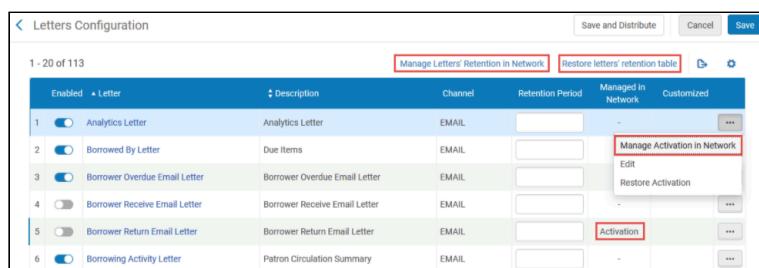 Letters Configuration Save and Distribute Cancel Save
1 - 20 of 113 Manage Letters' Retention in Network Restore letters' retention table
Enabled Letter Description Channel Retention Period Managed in Network Customized
1 Analytics Letter Analytics Letter EMAIL -
2 Borrowed By Letter Due Items EMAIL
3 Borrower Overdue Email Letter Borrower Overdue Email Letter EMAIL
4 Borrower Receive Email Letter Borrower Receive Email Letter EMAIL -
5 Borrower Return Email Letter Borrower Return Email Letter EMAIL Activation
6 Borrowing Activity Letter Patron Circulation Summary EMAIL -
Manage Activation in Network
Edit
Restore Activation